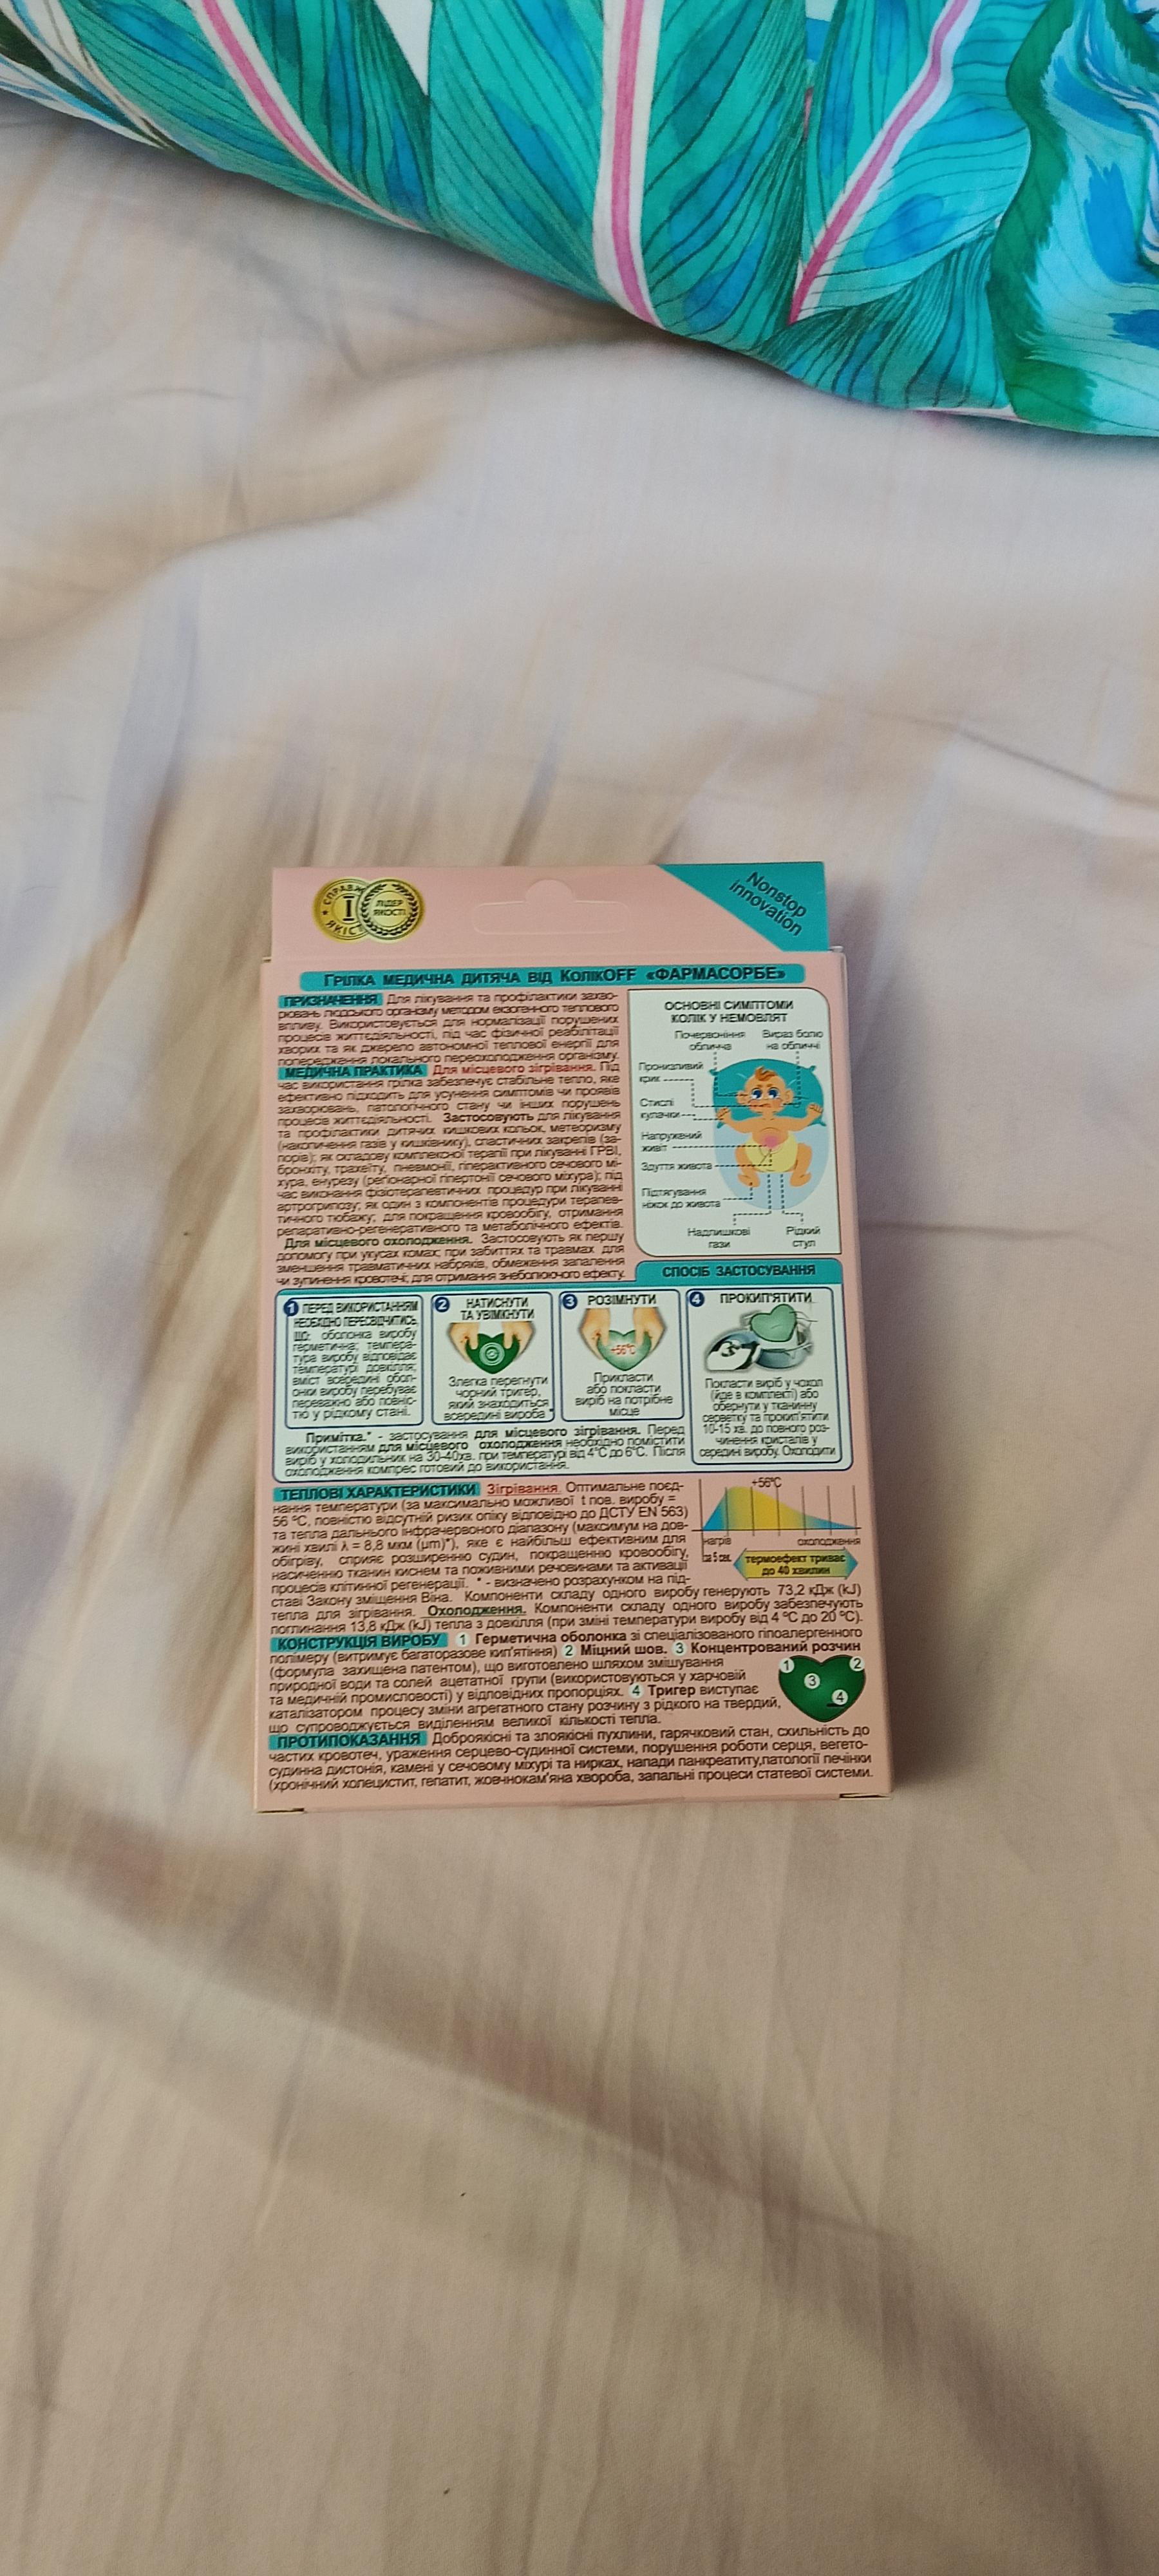 СПРАВЖ
ЯКІСТ
ЛІДЕР
ЯКОСТІ
Nonstop
innovation
ГРІЛКА МЕДИЧНА ДИТЯЧА ВІД КОЛІКOFF «ФАРМАСОРБЕ»
ПРИЗНАЧЕННЯ Для лікування та профілактики захво-
рювань людського організму методом екзогенного теплового
впливу. Використовується для нормалізації порушених
процесів життєдіяльності, під час фізичної реабілітації
хворих та як джерело автономної теплової енергії для
попередження локального переохолодження організму.
МЕДИЧНА ПРАКТИКА Для місцевого зігрівання. Під
час використання грілка забезпечує стабільне тепло, яке
ефективно підходить для усунення симптомів чи проявів
захворювань, патологічного стану чи інших порушень
процесів життєдіяльності. Застосовують для лікування
та профілактики дитячих кишкових кольок, метеоризму
(накопичення газів у кишківнику), спастичних закрепів (за-
порів); як складову комплексної терапії при лікуванні ГРВІ,
бронхіту, трахеїту, пневмонії, гіперактивного сечового мі-
хура, енурезу (регіонарної гіпертонії сечового міхура); під
час виконання фізіотерапевтичних процедур при лікуванні
артрогрипозу; як один з компонентів процедури терапев-
тичного тюбажу; для покращення кровообігу, отримання
репаративно-регенеративного та метаболічного ефектів.
Для місцевого охолодження. Застосовують як першу
допомогу при укусах комах; при забиттях та травмах для
зменшення травматичних набряків, обмеження запалення
чи зупинення кровотечі; для отримання знеболюючого ефекту.
ОСНОВНІ СИМПТОМИ
КОЛІК У НЕМОВЛЯТ
Почервоніння
обличча
Вираз болю
на обличчі
Пронизливий
крик
Стислі
кулачки
Напружений
живіт
Здуття живота
Підтягування
ніжок до живота
Надлишкові
гази
Рідкий
стул
СПОСІБ ЗАСТОСУВАННЯ
1 ПЕРЕД ВИКОРИСТАННЯМ
НЕОБХІДНО ПЕРЕСВІДЧИТИСЬ,
ЩО: оболонка виробу
герметична; темпера-
тура виробу відповідає
температурі довкілля;
вміст всередині обол-
онки виробу перебуває
переважно або повніс-
тю у рідкому стані.
2 НАТИСНУТИ
ТА УВІМКНУТИ
Злегка перегнути
чорний тригер,
який знаходиться
всередині вироба*
3 РОЗІМНУТИ
+56°C
Прикласти
або покласти
виріб на потрібне
місце
4 ПРОКИП'ЯТИТИ
Покласти виріб у чохол
(йде в комплекті) або
обернути у тканинну
серветку та прокип'ятити
10-15 хв. до повного роз-
чинення кристалів у
середині виробу. Охолодити
Примітка.* - застосування для місцевого зігрівання. Перед
використанням для місцевого охолодження необхідно помістити
виріб у холодильник на 30-40хв. при температурі від 4°C до 6°C. Після
охолодження компрес готовий до використання.
ТЕПЛОВІ ХАРАКТЕРИСТИКИ Зігрівання. Оптимальне поєд-
нання температури (за максимально можливої t пов. виробу =
56 °C, повністю відсутній ризик опіку відповідно до ДСТУ EN 563)
та тепла дальнього інфрачервоного діапазону (максимум на дов-
жині хвилі λ = 8,8 мкм (μm)*), яке є найбільш ефективним для
обігріву, сприяє розширенню судин, покращенню кровообігу,
насиченню тканин киснем та поживними речовинами та активації
процесів клітинної регенерації. * - визначено розрахунком на під-
ставі Закону зміщення Віна. Компоненти складу одного виробу генерують 73,2 кДж (kJ)
тепла для зігрівання. Охолодження. Компоненти складу одного виробу забезпечують
поглинання 13,8 кДж (kJ) тепла з довкілля (при зміні температури виробу від 4 °C до 20 °C).
+56°C
нагрів
за 5 сек.
охолодження
термоефект триває
до 40 хвилин
КОНСТРУКЦІЯ ВИРОБУ 1 Герметична оболонка зі спеціалізованого гіпоалергенного
полімеру (витримує багаторазове кип'ятіння) 2 Міцний шов. 3 Концентрований розчин
(формула захищена патентом), що виготовлено шляхом змішування
природної води та солей ацетатної групи (використовуються у харчовій
та медичній промисловості) у відповідних пропорціях. 4 Тригер виступає
каталізатором процесу зміни агрегатного стану розчину з рідкого на твердий,
що супроводжується виділенням великої кількості тепла.
1 2
3
4
ПРОТИПОКАЗАННЯ Доброякісні та злоякісні пухлини, гарячковий стан, схильність до
частих кровотеч, ураження серцево-судинної системи, порушення роботи серця, вегето-
судинна дистонія, камені у сечовому міхурі та нирках, напади панкреатиту,патології печінки
(хронічний холецистит, гепатит, жовчнокам'яна хвороба, запальні процеси статевої системи.